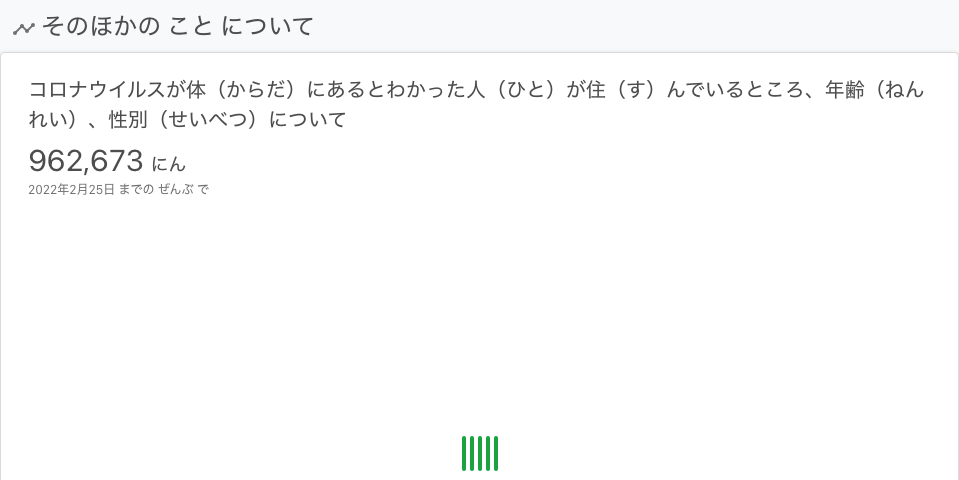 そのほかの こと について
コロナウイルスが体（からだ）にあるとわかった人（ひと）が住（す）んでいるところ、年齢（ねん
れい）、性別（せいべつ）について
962,673 にん
2022年2月25日 までの ぜんぶ で